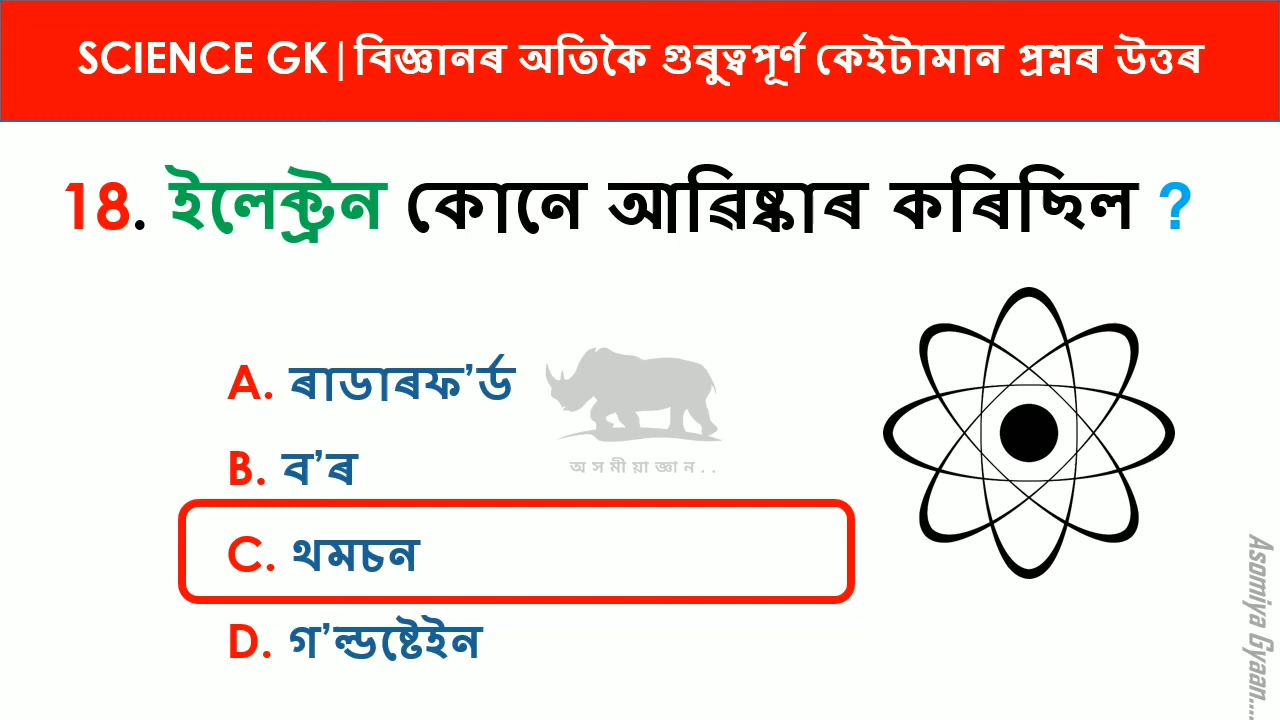 SCIENCE GK|বিজ্ঞানৰ অতিকৈ গুৰুত্বপূৰ্ণ কেইটামান প্ৰশ্নৰ উত্তৰ
18. ইলেক্ট্ৰন কোনে আৱিষ্কাৰ কৰিছিল ?
A. ৰাডাৰফ’ৰ্ড
B. ব’ৰ
C. থমচন
D. গ’ল্ডষ্টেইন
অসমীয়া জ্ঞান..
Asomiya Gyaan....